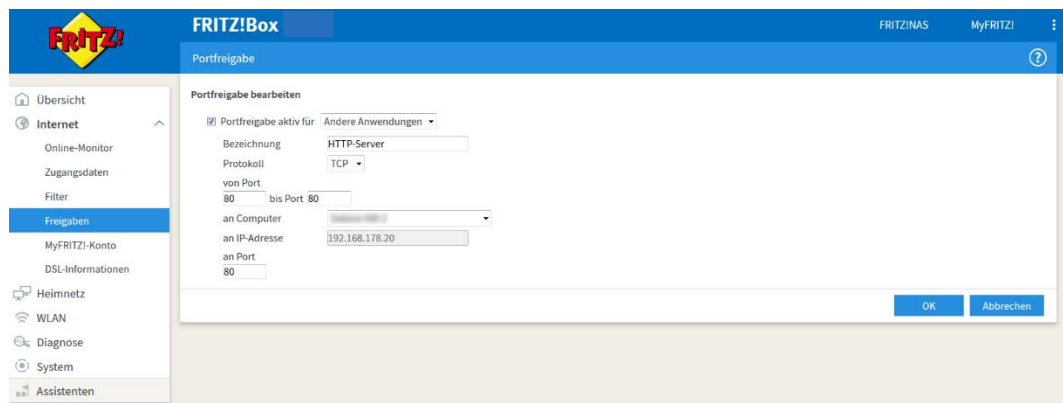 FRITZ!
FRITZ!Box
FRITZ!NAS MyFRITZ!
Portfreigabe ?
Übersicht
Internet
Online-Monitor
Zugangsdaten
Filter
Freigaben
MyFRITZ!-Konto
DSL-Informationen
Heimnetz
WLAN
Diagnose
System
Assistenten
Portfreigabe bearbeiten
Portfreigabe aktiv für Andere Anwendungen
Bezeichnung HTTP-Server
Protokoll TCP
von Port
80 bis Port 80
an Computer
an IP-Adresse 192.168.178.20
an Port
80
OK Abbrechen